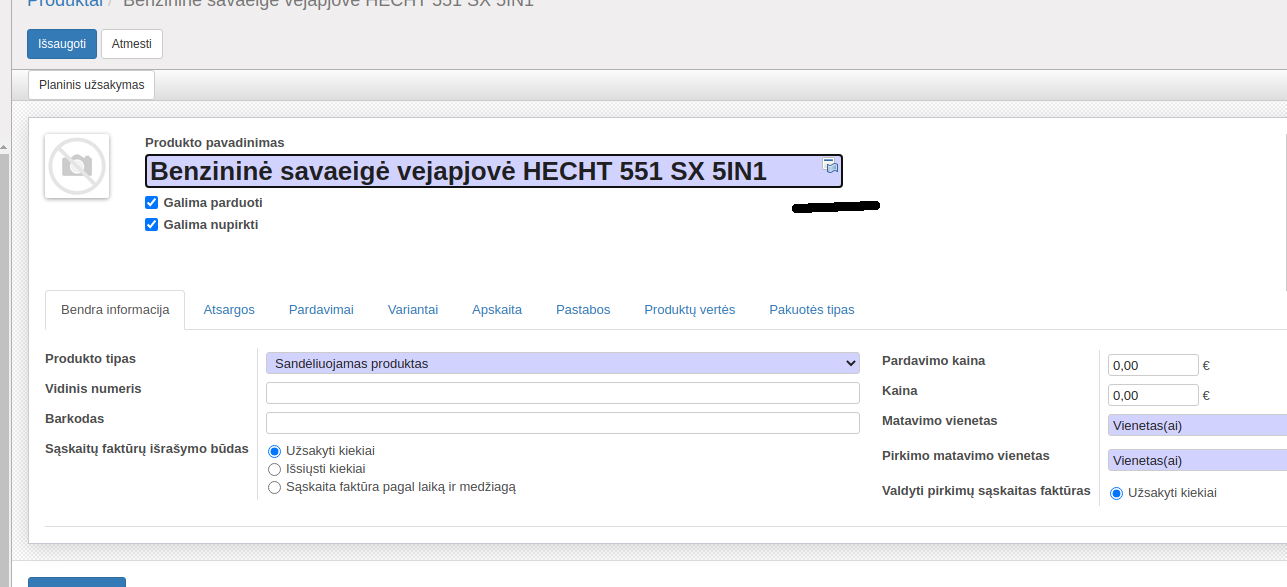 Produktai / Benzininė savaeigė vejapjovė HECHT 551 SX 5IN1
Išsaugoti Atmesti
Planinis užsakymas
Produkto pavadinimas
Benzininė savaeigė vejapjovė HECHT 551 SX 5IN1
Galima parduoti
Galima nupirkti
Bendra informacija Atsargos Pardavimai Variantai Apskaita Pastabos Produktų vertės Pakuotės tipas
Produkto tipas Sandėliuojamas produktas
Vidinis numeris
Barkodas
Sąskaitų faktūrų išrašymo būdas Užsakyti kiekiai
Išsiųsti kiekiai
Sąskaita faktūra pagal laiką ir medžiagą
Pardavimo kaina 0,00 €
Kaina 0,00 €
Matavimo vienetas Vienetas(ai)
Pirkimo matavimo vienetas Vienetas(ai)
Valdyti pirkimų sąskaitas faktūras Užsakyti kiekiai